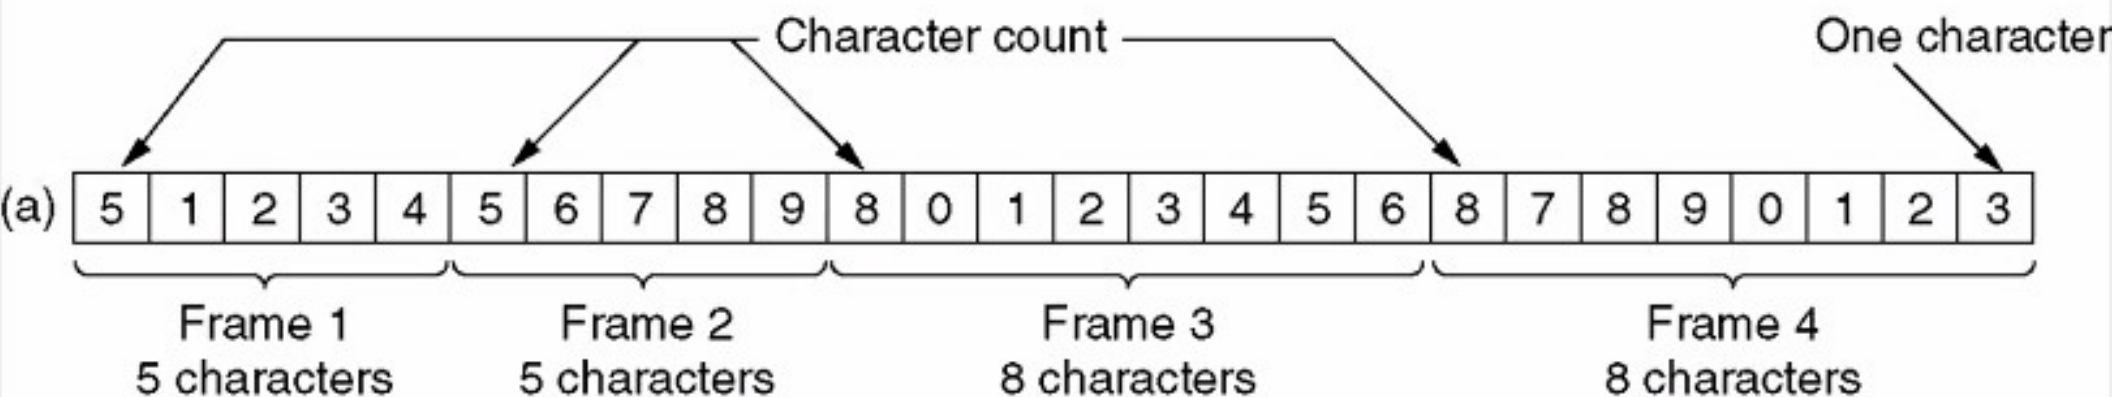 Character count
One character
(a) 5 1 2 3 4 5 6 7 8 9 8 0 1 2 3 4 5 6 8 7 8 9 0 1 2 3
Frame 1 Frame 2 Frame 3 Frame 4
5 characters 5 characters 8 characters 8 characters